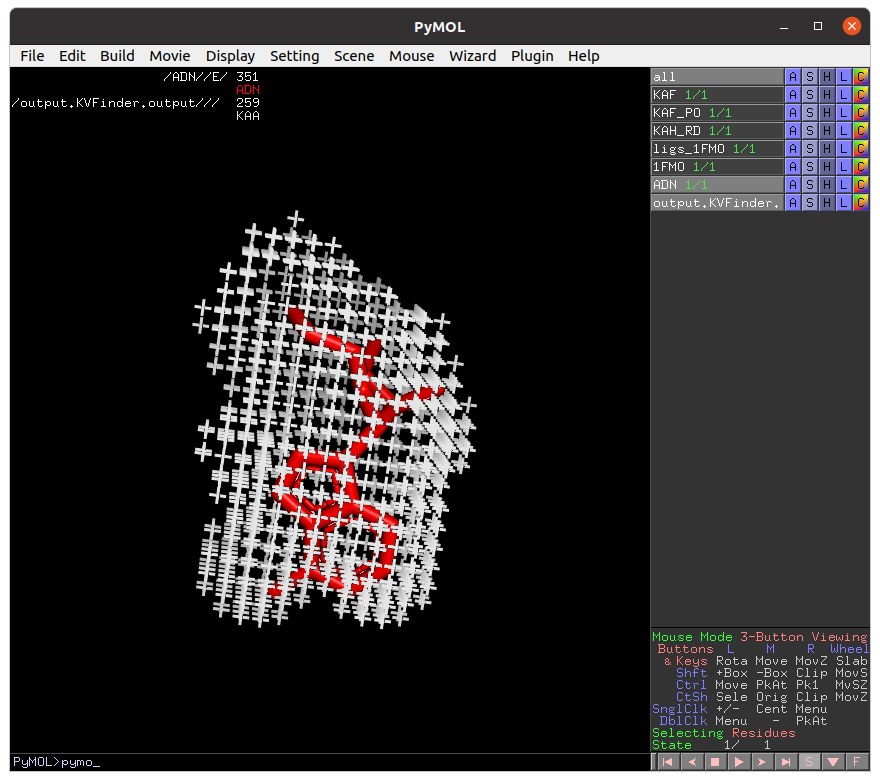 PyMOL
File Edit Build Movie Display Setting Scene Mouse Wizard Plugin Help
/ADN//E/ 351
ADN
/output.KVFinder.output/// 259
KAA
all A S H L C
KAF 1/1 A S H L C
KAF_PO 1/1 A S H L C
KAH_RD 1/1 A S H L C
ligs_1FMO 1/1 A S H L C
1FMO 1/1 A S H L C
ADN 1/1 A S H L C
output.KVFinder. A S H L C
Mouse Mode 3-Button Viewing
Buttons L M R Wheel
& Keys Rota Move MovZ Slab
Shft +Box -Box Clip MovS
Ctrl Move PkAt Pk1 MvSZ
CtSh Sele Orig Clip MovZ
SnglClk +/- Cent Menu
DblClk Menu - PkAt
Selecting Residues
State 1/ 1
PyMOL>pymo_
S F